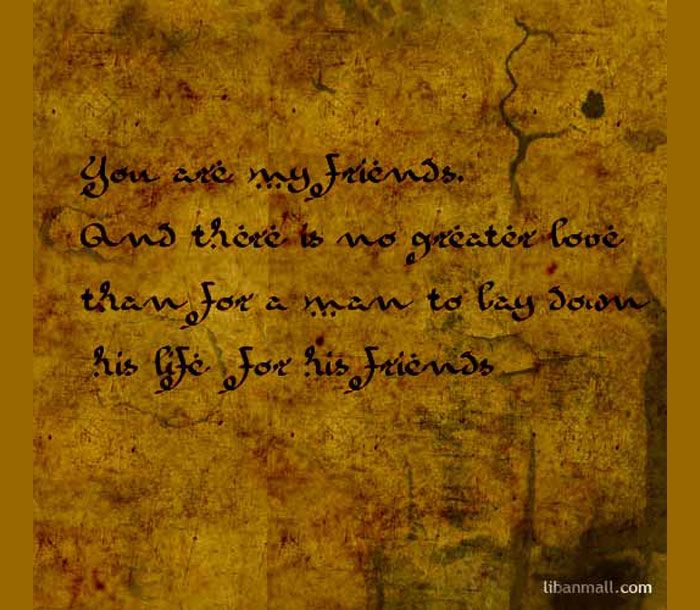 You are my friends.
And there is no greater love
than for a man to lay down
his life for his friends
libanmall.com